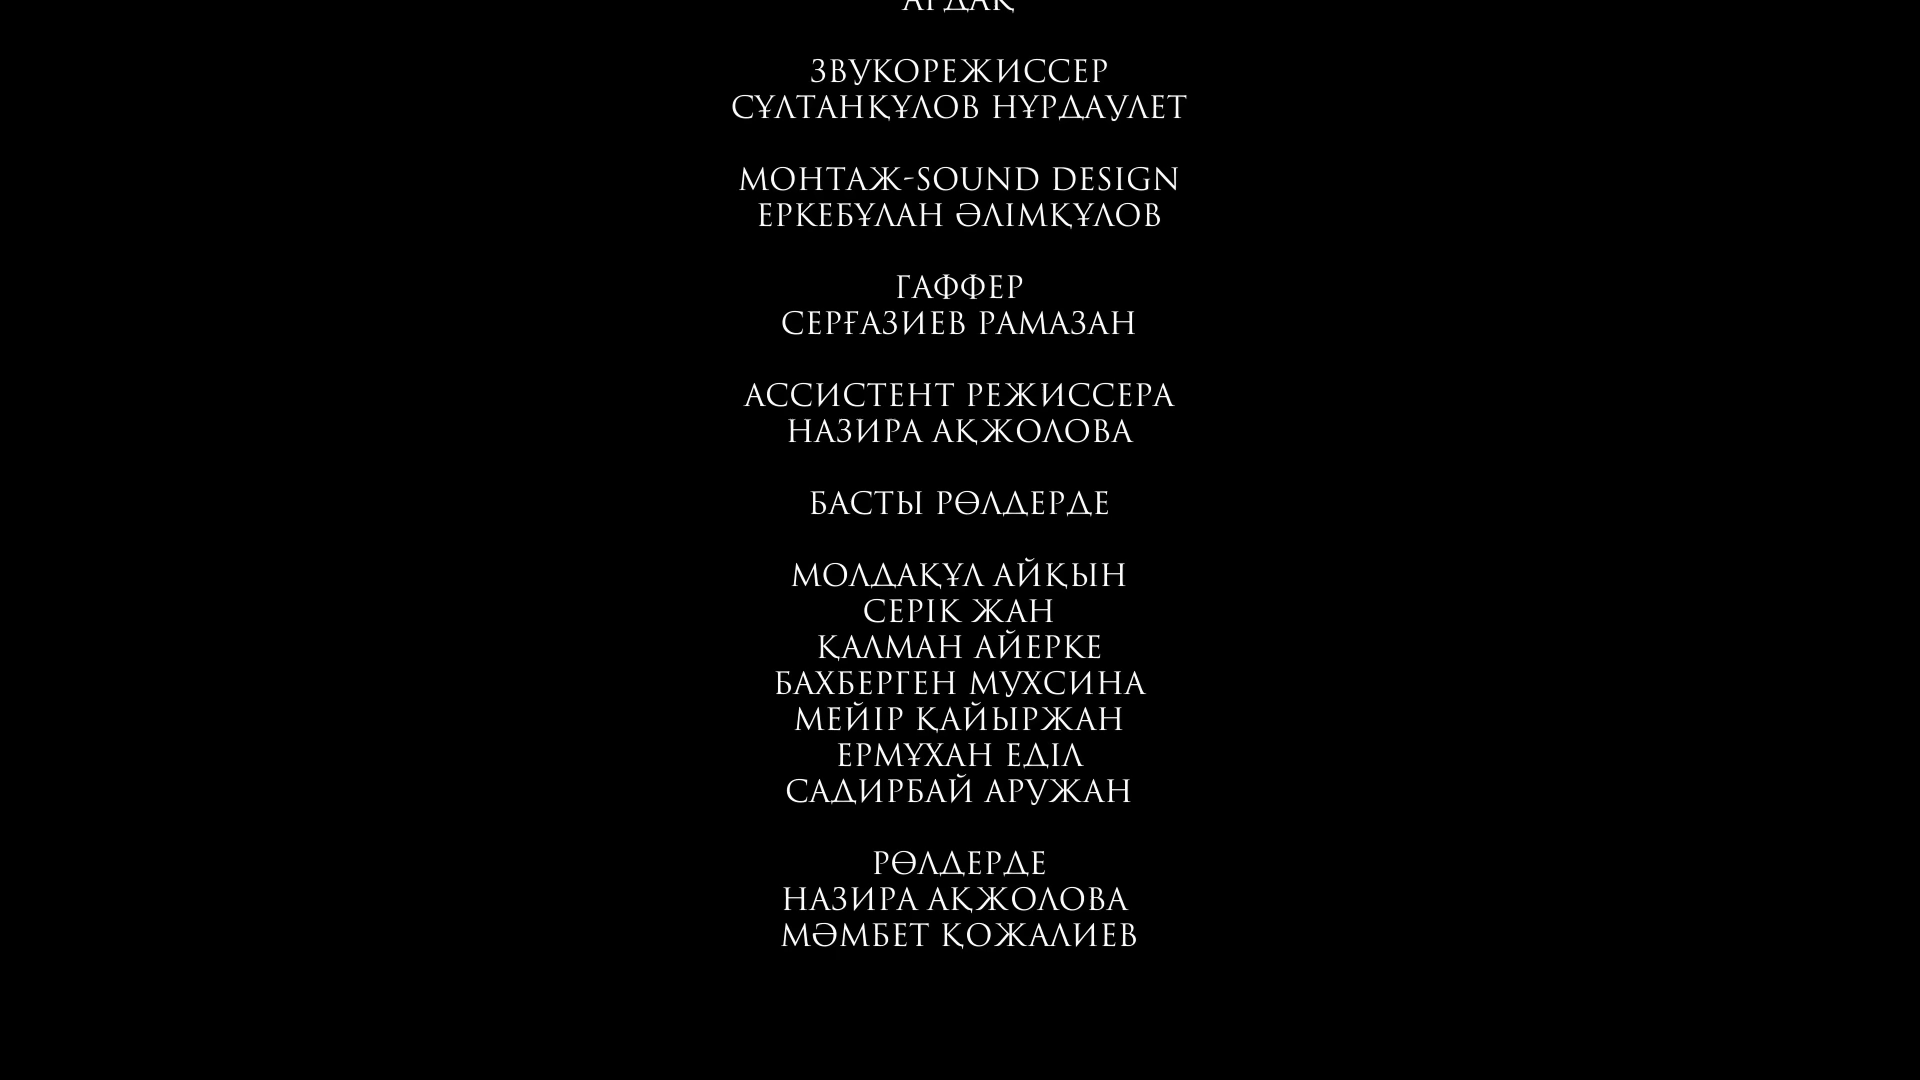 АРДАҚ
ЗВУКОРЕЖИССЕР
СҰЛТАНҚҰЛОВ НҰРДАУЛЕТ
МОНТАЖ-SOUND DESIGN
ЕРКЕБҰЛАН ӘЛІМҚҰЛОВ
ГАФФЕР
СЕРҒАЗИЕВ РАМАЗАН
АССИСТЕНТ РЕЖИССЕРА
НАЗИРА АҚЖОЛОВА
БАСТЫ РӨЛДЕРДЕ
МОЛДАҚҰЛ АЙҚЫН
СЕРІК ЖАН
ҚАЛМАН АЙЕРКЕ
БАХБЕРГЕН МУХСИНА
МЕЙІР ҚАЙЫРЖАН
ЕРМҰХАН ЕДІЛ
САДИРБАЙ АРУЖАН
РӨЛДЕРДЕ
НАЗИРА АҚЖОЛОВА
МӘМБЕТ ҚОЖАЛИЕВ